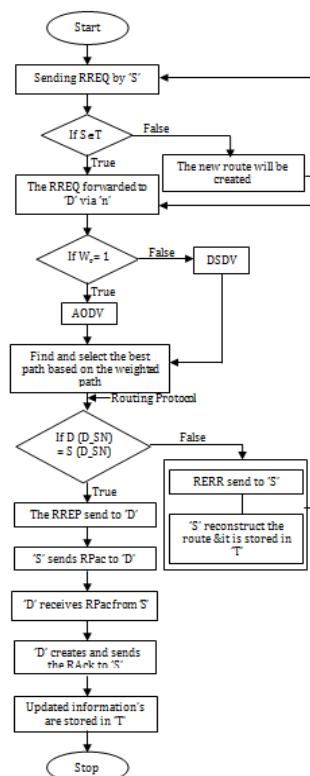 Start
Sending RREQ by 'S'
If S∈T
False
True
The new route will be
created
The RREQ forwarded to
'D' via 'n'
If Wₑ= 1
False
DSDV
True
AODV
Find and select the best
path based on the weighted
path
Routing Protocol
If D (D_SN)
= S (D_SN)
False
True
RERR send to 'S'
The RREP send to 'D'
'S' reconstruct the
route &it is stored in
'T'
'S' sends RPac to 'D'
'D' receives RPacfrom 'S'
'D' creates and sends
the RAck to 'S'
Updated information's
are stored in 'T'
Stop